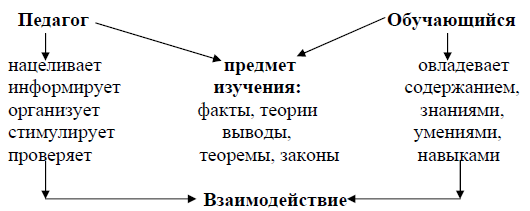 Педагог Обучающийся
нацеливает предмет овладевает
информирует изучения: содержанием,
организует факты, теории знаниями,
стимулирует выводы, умениями,
проверяет теоремы, законы навыками
Взаимодействие